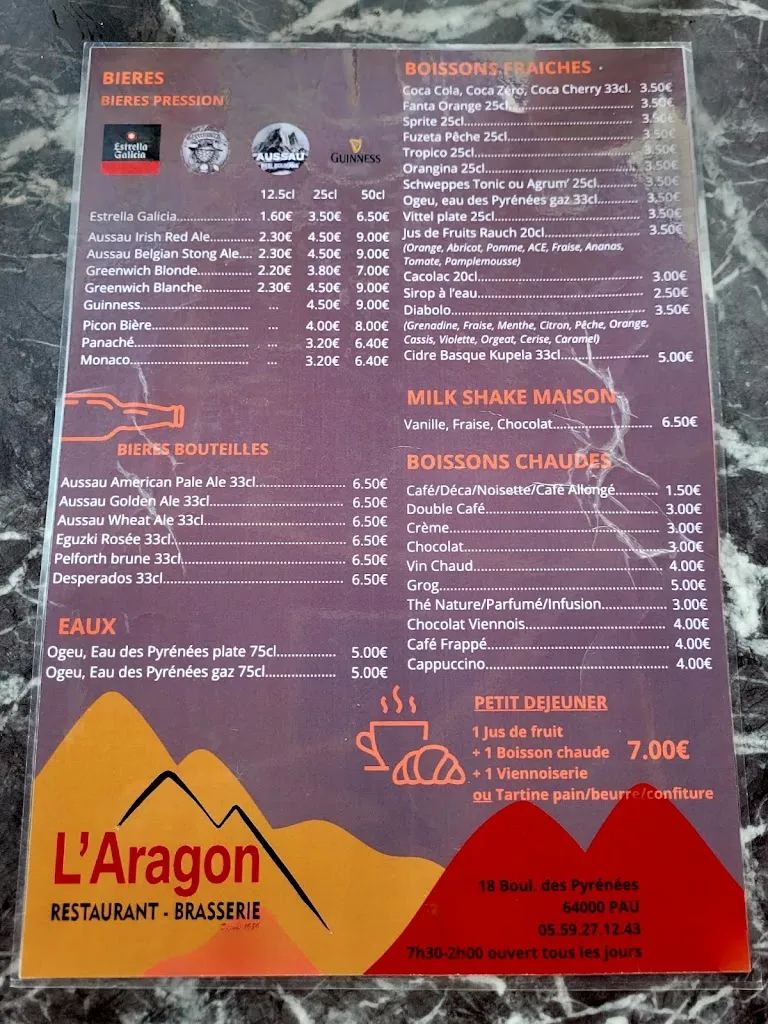 BIERES
BIERES PRESSION
Estrella Galicia
AUSSAU
GUINNESS
12.5cl 25cl 50cl
Estrella Galicia........................ 1.60€ 3.50€ 6.50€
Aussau Irish Red Ale............... 2.30€ 4.50€ 9.00€
Aussau Belgian Stong Ale.... 2.30€ 4.50€ 9.00€
Greenwich Blonde................. 2.20€ 3.80€ 7.00€
Greenwich Blanche................ 2.30€ 4.50€ 9.00€
Guinness................................. ... 4.50€ 9.00€
Picon Bière.............................. ... 4.00€ 8.00€
Panaché.................................. ... 3.20€ 6.40€
Monaco................................... ... 3.20€ 6.40€
BIERES BOUTEILLES
Aussau American Pale Ale 33cl...................... 6.50€
Aussau Golden Ale 33cl.................................. 6.50€
Aussau Wheat Ale 33cl.................................... 6.50€
Eguzki Rosée 33cl............................................ 6.50€
Pelforth brune 33cl.......................................... 6.50€
Desperados 33cl.............................................. 6.50€
EAUX
Ogeu, Eau des Pyrénées plate 75cl............... 5.00€
Ogeu, Eau des Pyrénées gaz 75cl.................. 5.00€
BOISSONS FRAICHES
Coca Cola, Coca Zéro, Coca Cherry 33cl. 3.50€
Fanta Orange 25cl................................ 3.50€
Sprite 25cl............................................ 3.50€
Fuzeta Pêche 25cl................................ 3.50€
Tropico 25cl......................................... 3.50€
Orangina 25cl...................................... 3.50€
Schweppes Tonic ou Agrum' 25cl......... 3.50€
Ogeu, eau des Pyrénées gaz 33cl......... 3.50€
Vittel plate 25cl.................................... 3.50€
Jus de Fruits Rauch 20cl....................... 3.50€
(Orange, Abricot, Pomme, ACE, Fraise, Ananas,
Tomate, Pamplemousse)
Cacolac 20cl........................................ 3.00€
Sirop à l'eau......................................... 2.50€
Diabolo................................................ 3.50€
(Grenadine, Fraise, Menthe, Citron, Pêche, Orange,
Cassis, Violette, Orgeat, Cerise, Caramel)
Cidre Basque Kupela 33cl..................... 5.00€
MILK SHAKE MAISON
Vanille, Fraise, Chocolat........................ 6.50€
BOISSONS CHAUDES
Café/Déca/Noisette/Café Allongé........... 1.50€
Double Café.......................................... 3.00€
Crème................................................... 3.00€
Chocolat............................................... 3.00€
Vin Chaud............................................. 4.00€
Grog...................................................... 5.00€
Thé Nature/Parfumé/Infusion............... 3.00€
Chocolat Viennois................................. 4.00€
Café Frappé........................................... 4.00€
Cappuccino........................................... 4.00€
PETIT DEJEUNER
1 Jus de fruit
+ 1 Boisson chaude 7.00€
+ 1 Viennoiserie
ou Tartine pain/beurre/confiture
L'Aragon
RESTAURANT - BRASSERIE
18 Boul. des Pyrénées
64000 PAU
05.59.27.12.43
7h30-2h00 ouvert tous les jours